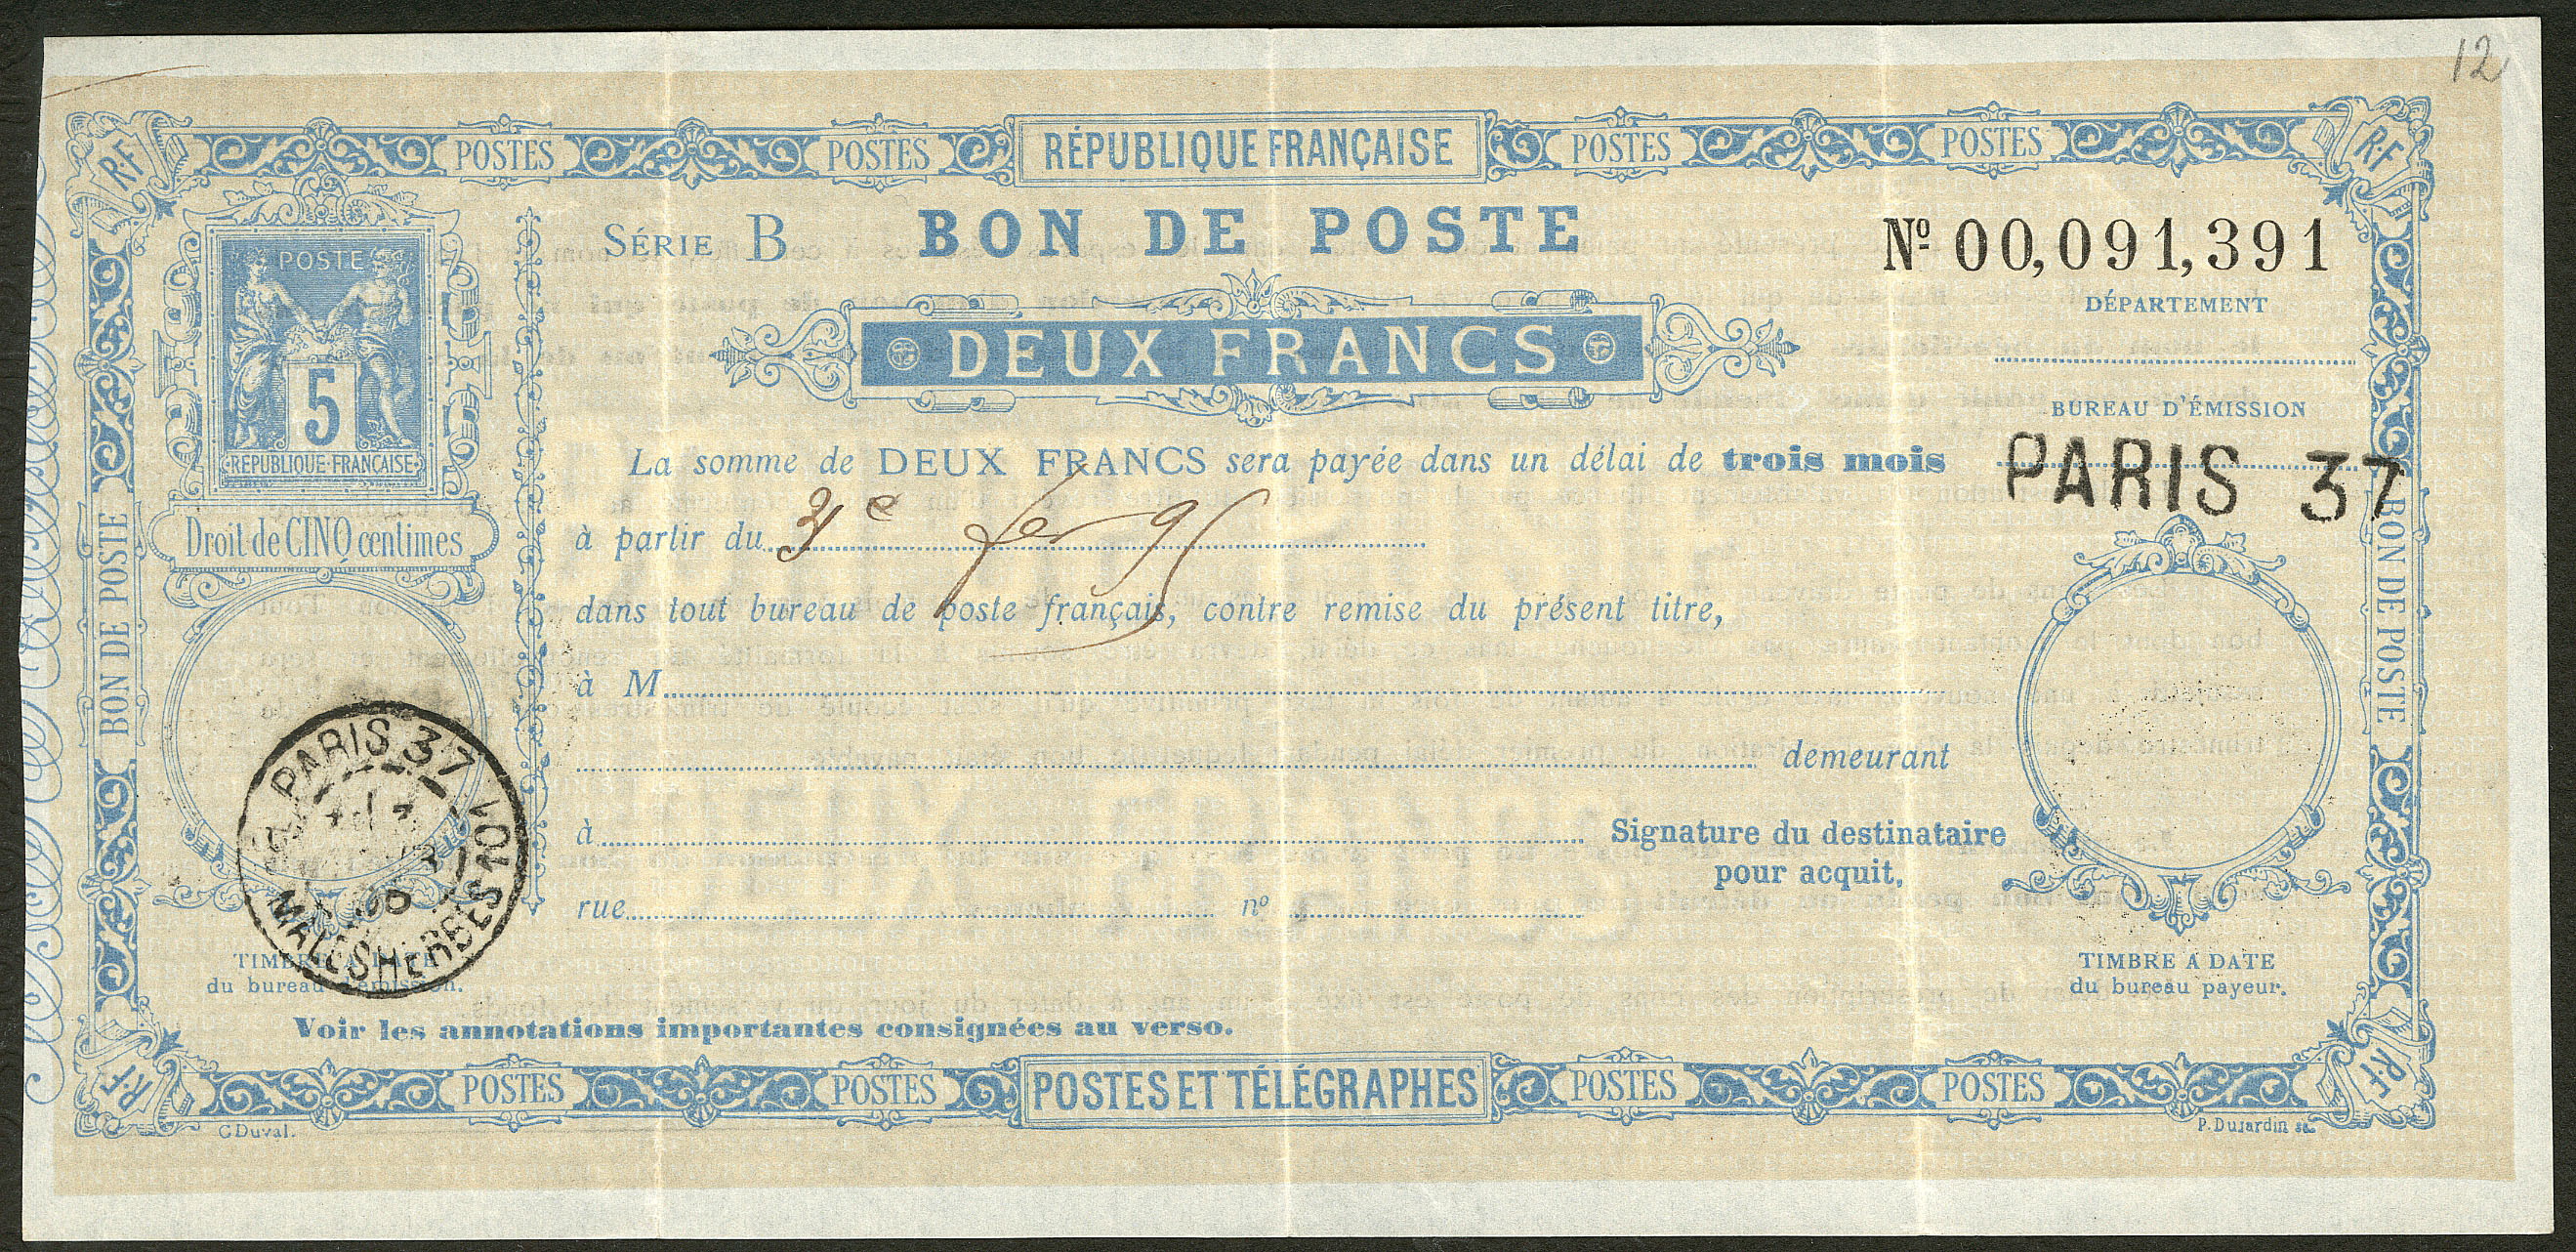 12
R.F
POSTES
POSTES
RÉPUBLIQUE FRANÇAISE
POSTES
POSTES
R.F
POSTE
5
REPUBLIQUE FRANÇAISE
Droit de CINQ centimes
SÉRIE B
BON DE POSTE
Nº 00,091,391
DÉPARTEMENT
DEUX FRANCS
BUREAU D'ÉMISSION
PARIS 37
La somme de DEUX FRANCS sera payée dans un délai de trois mois
à partir du 95
dans tout bureau de poste français, contre remise du présent titre,
à M
demeurant
à
Signature du destinataire
pour acquit,
rue nº
BON DE POSTE
BON DE POSTE
PARIS 37
MALESHERBES 10
TIMBRE A DATE
du bureau d'émission.
TIMBRE A DATE
du bureau payeur.
Voir les annotations importantes consignées au verso.
R.F
POSTES
POSTES
POSTES ET TÉLÉGRAPHES
POSTES
POSTES
R.F
C.Duval.
P. Dujardin sc.